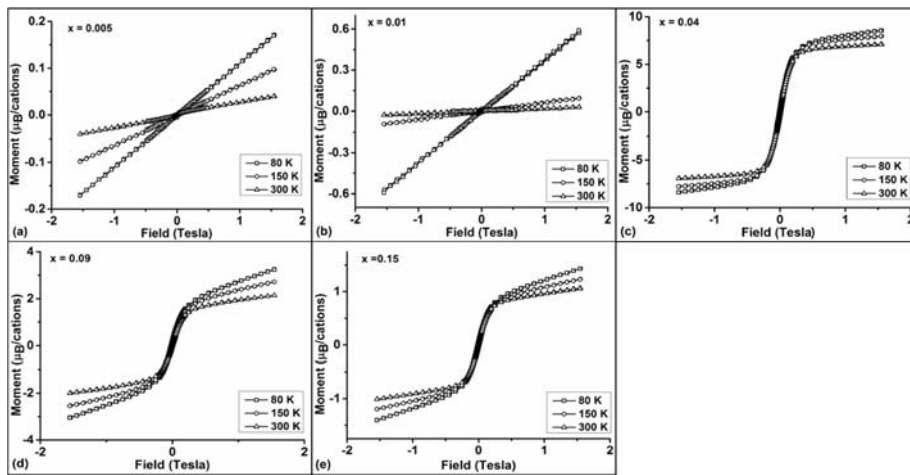 x = 0.005
0.2
0.1
0.0
-0.1
-0.2
Moment (μB/cations)
80 K
150 K
300 K
-2 -1 0 1 2
(a) Field (Tesla)
x = 0.01
0.6
0.3
0.0
-0.3
-0.6
Moment (μB/cations)
80 K
150 K
300 K
-2 -1 0 1 2
(b) Field (Tesla)
x = 0.04
10
5
0
-5
-10
Moment (μB/cations)
80 K
150 K
300 K
-2 -1 0 1 2
(c) Field (Tesla)
x = 0.09
4
2
0
-2
-4
Moment (μB/cations)
80 K
150 K
300 K
-2 0 2
(d) Field (Tesla)
x =0.15
1
0
-1
Moment (μB/cations)
80 K
150 K
300 K
-2 -1 0 1 2
(e) Field (Tesla)